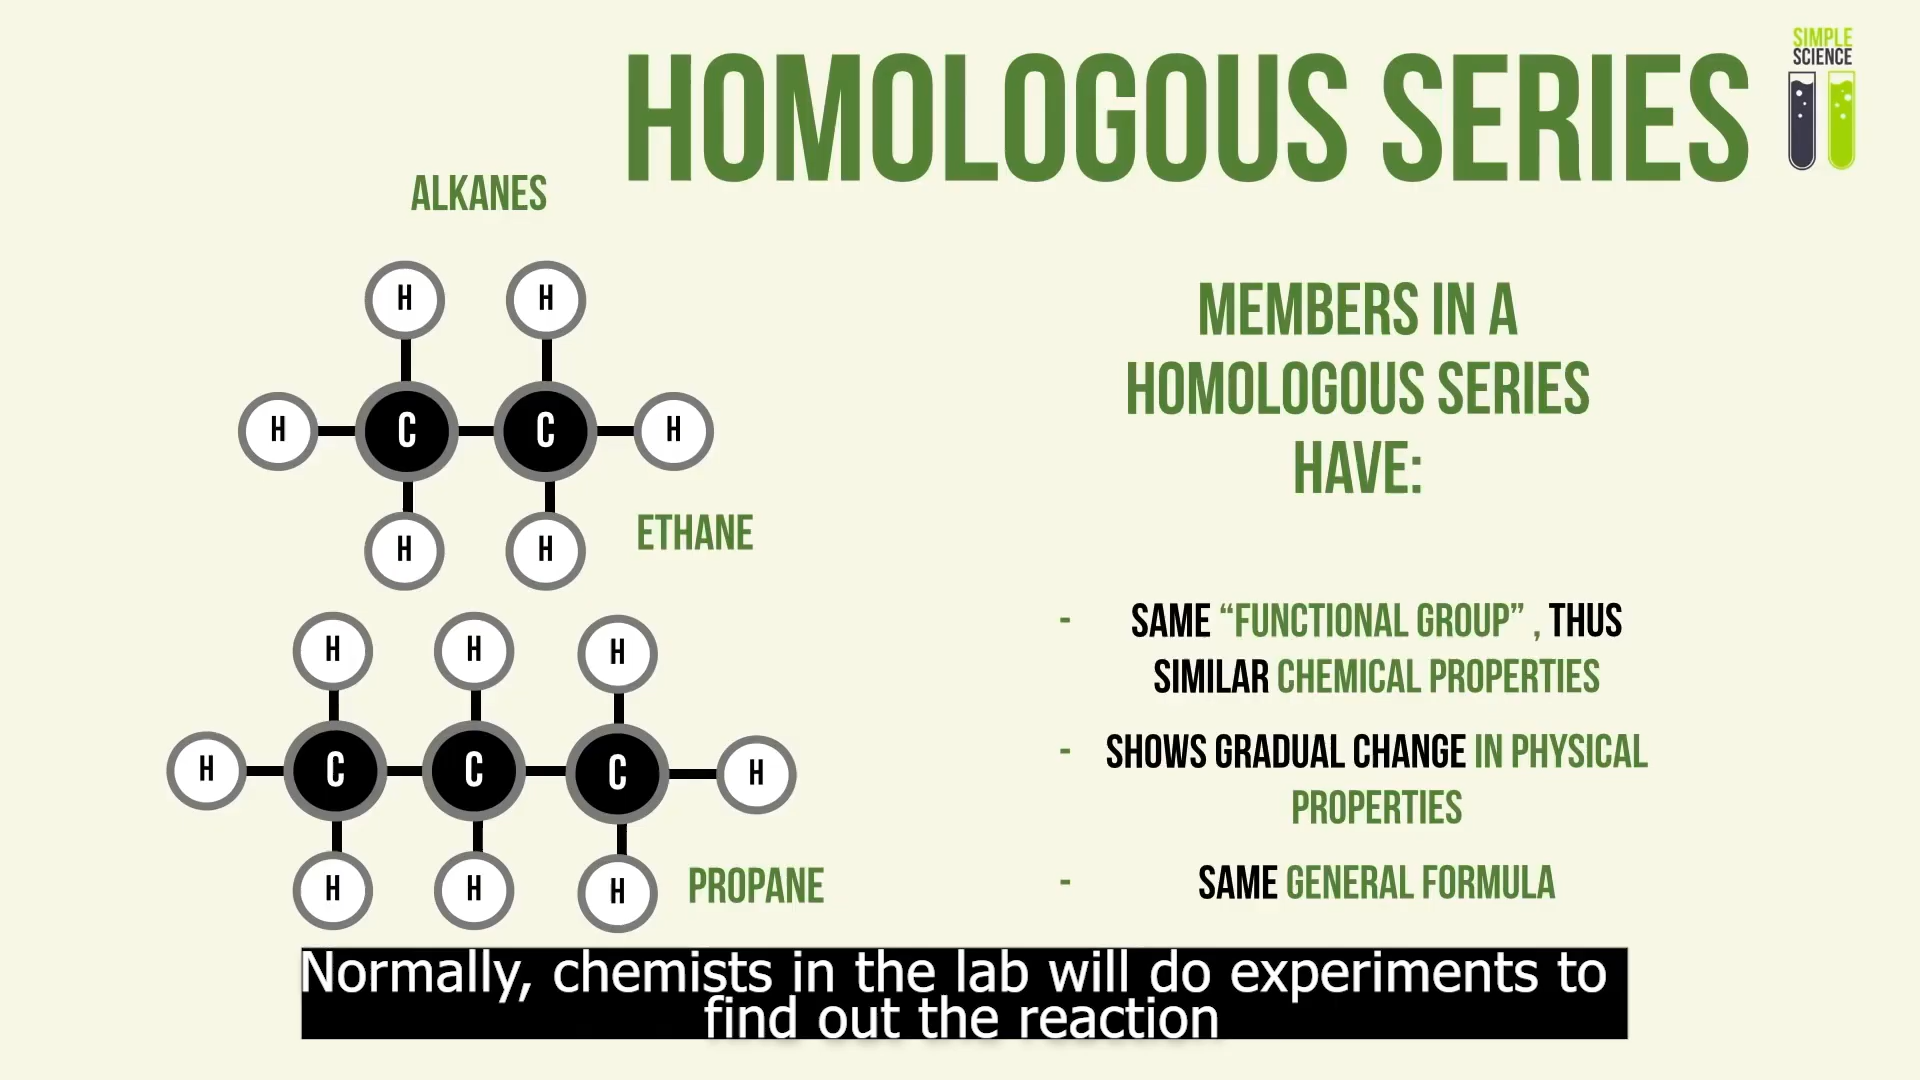 HOMOLOGOUS SERIES
SIMPLE
SCIENCE
ALKANES
H H
H C C H
H H
ETHANE
H H H
H C C C H
H H H
PROPANE
MEMBERS IN A
HOMOLOGOUS SERIES
HAVE:
- SAME “FUNCTIONAL GROUP” , THUS
SIMILAR CHEMICAL PROPERTIES
- SHOWS GRADUAL CHANGE IN PHYSICAL
PROPERTIES
- SAME GENERAL FORMULA
Normally, chemists in the lab will do experiments to
find out the reaction